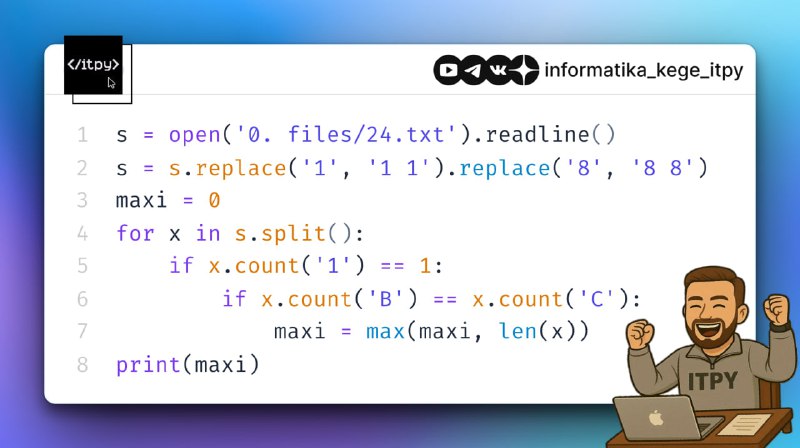 </itpy>
informatika_kege_itpy
1 s = open('0. files/24.txt').readline()
2 s = s.replace('1', '1 1').replace('8', '8 8')
3 maxi = 0
4 for x in s.split():
5     if x.count('1') == 1:
6         if x.count('B') == x.count('C'):
7             maxi = max(maxi, len(x))
8 print(maxi)
ITPY